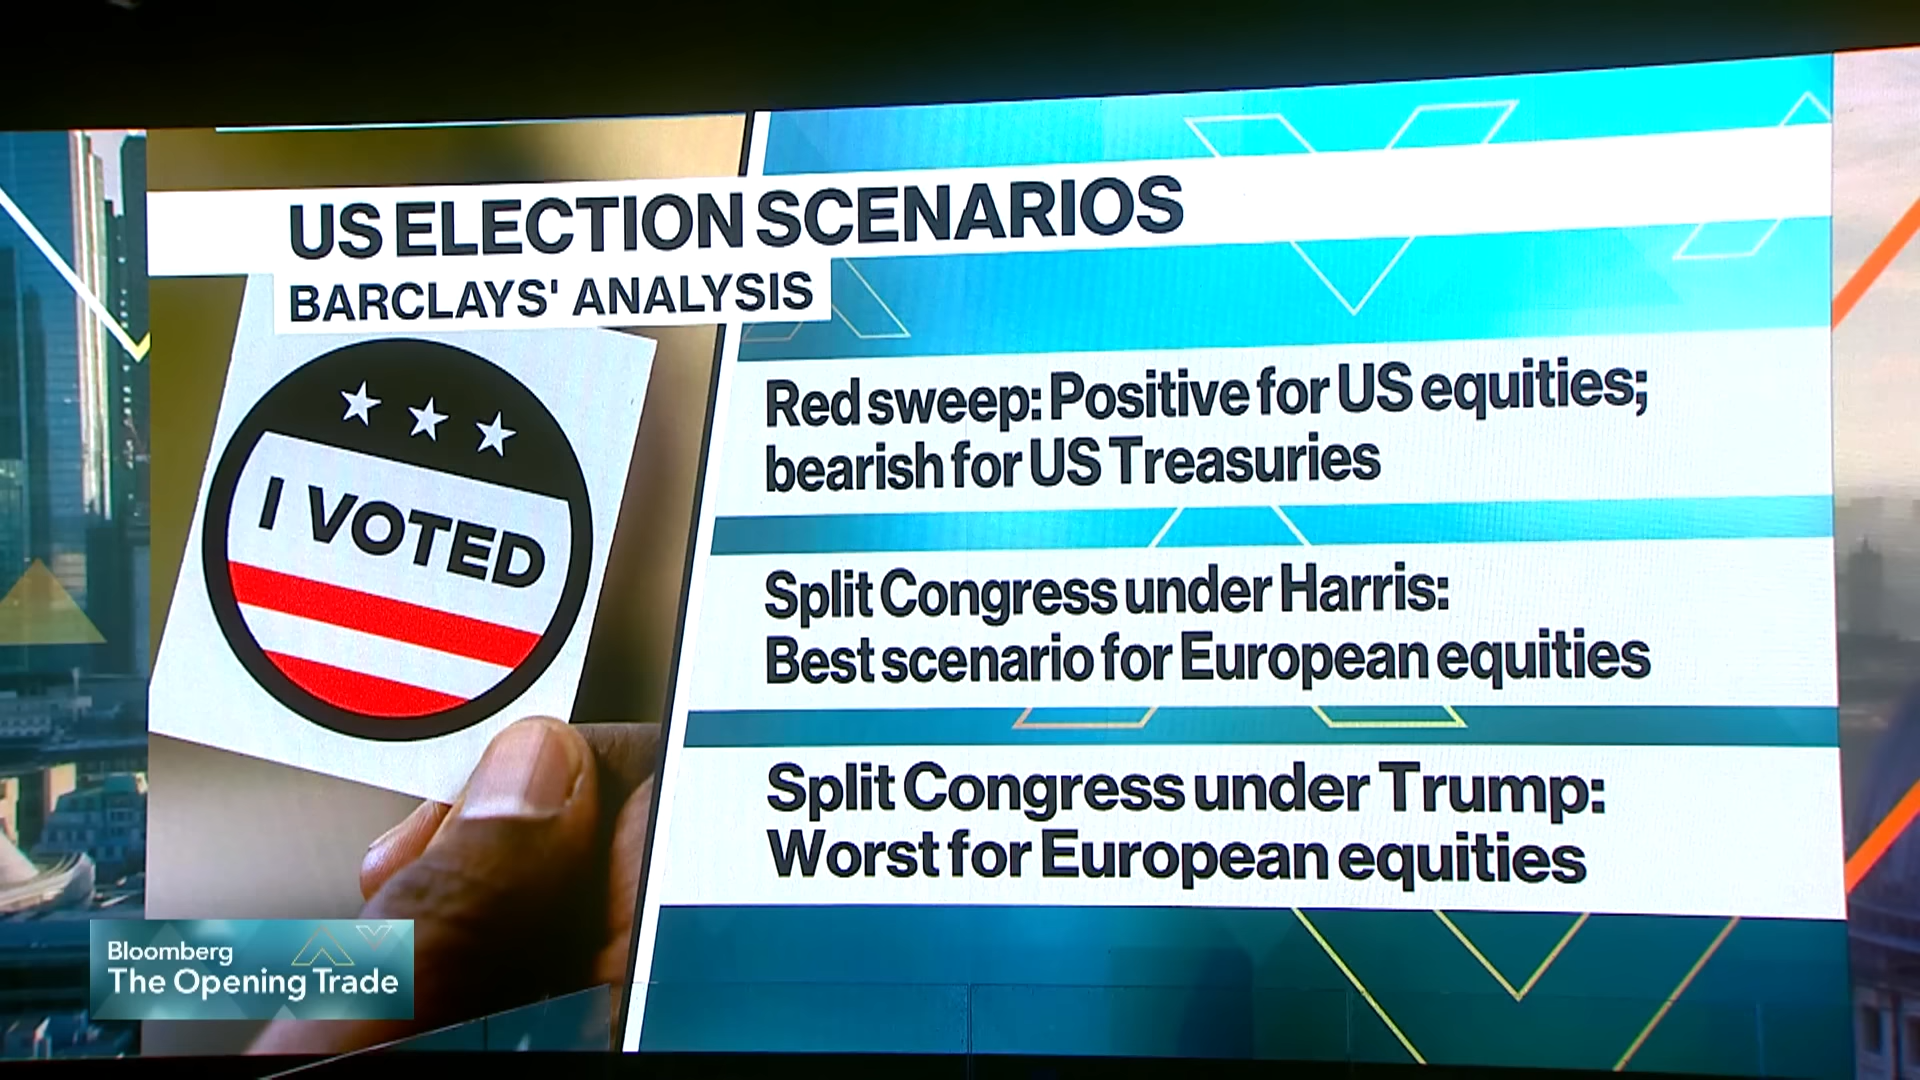 US ELECTION SCENARIOS
BARCLAYS' ANALYSIS
I VOTED
Red sweep: Positive for US equities;
bearish for US Treasuries
Split Congress under Harris:
Best scenario for European equities
Split Congress under Trump:
Worst for European equities
Bloomberg
The Opening Trade